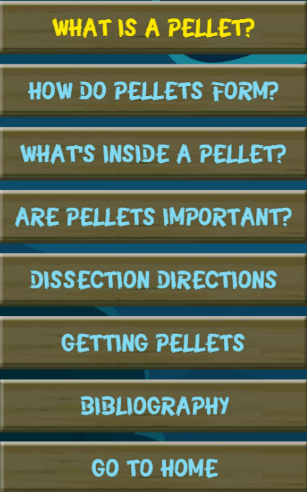 WHAT IS A PELLET?
HOW DO PELLETS FORM?
WHAT'S INSIDE A PELLET?
ARE PELLETS IMPORTANT?
DISSECTION DIRECTIONS
GETTING PELLETS
BIBLIOGRAPHY
GO TO HOME